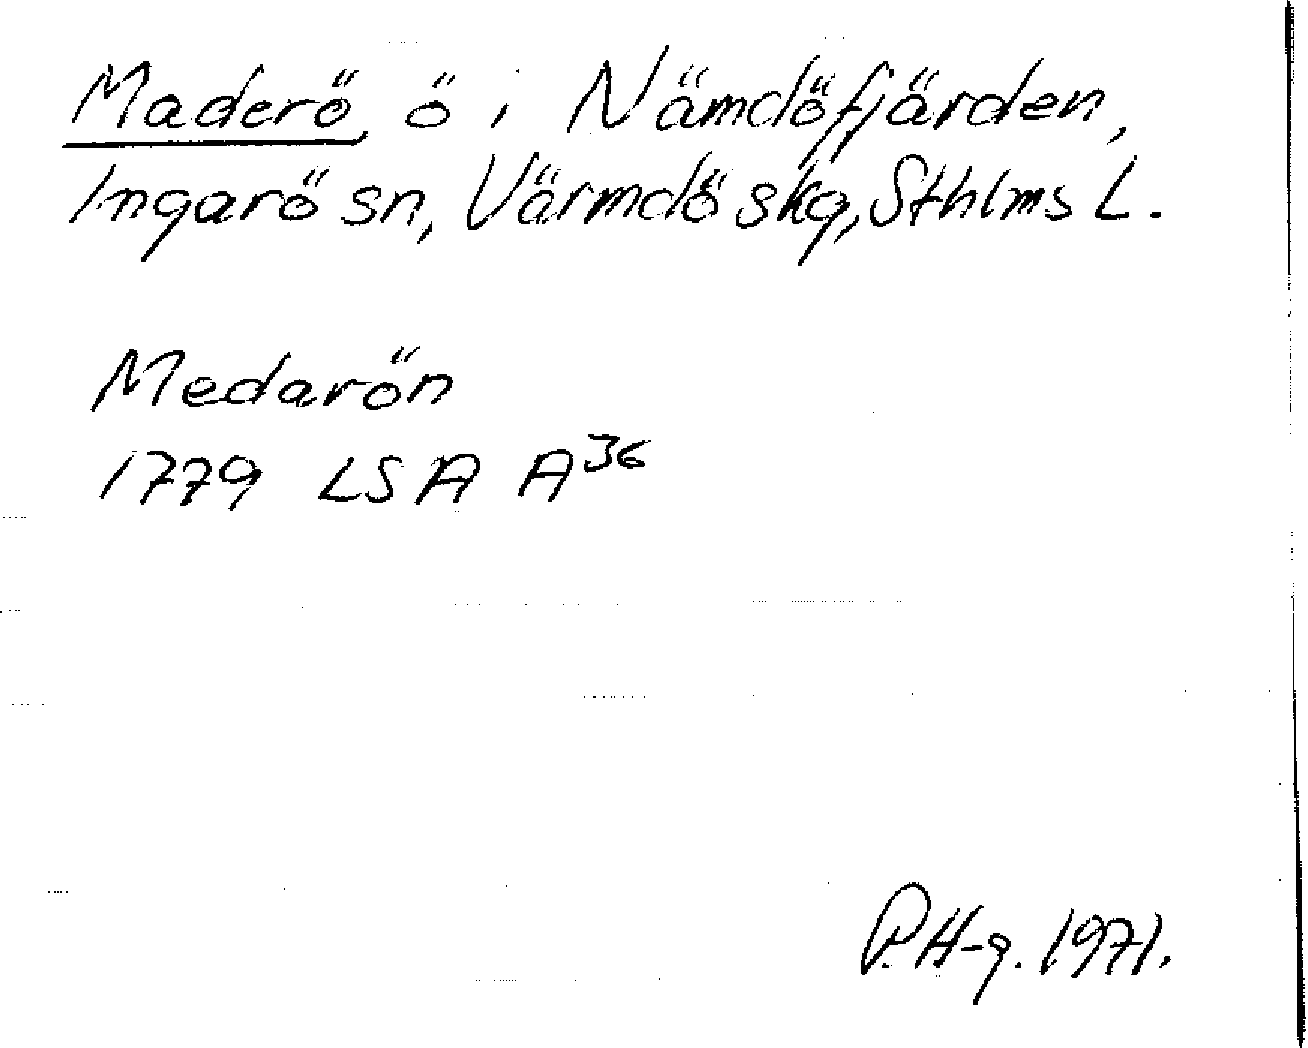 Maderö, ö i Nämdöfjärden,
Ingarö sn, Värmdö skg, Sthlms L.
Medarön
1779 LSA A³⁶
P. H-g. 1971.